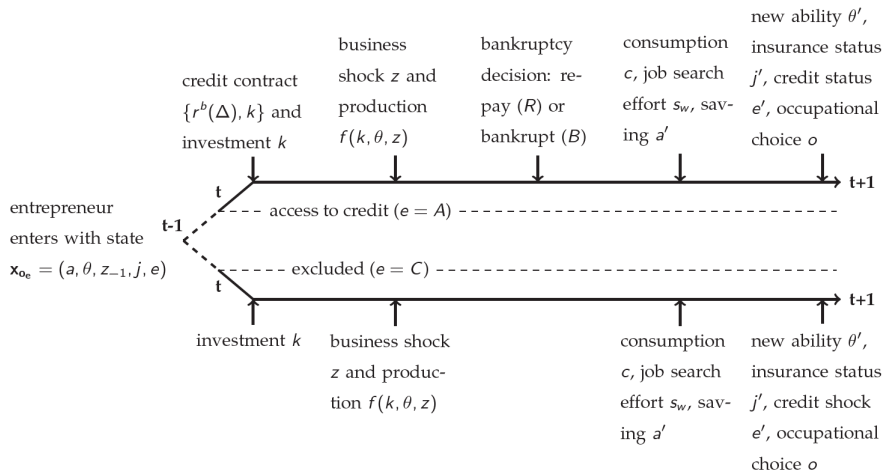 credit contract
{r^b(Δ), k} and
investment k
business
shock z and
production
f(k, θ, z)
bankruptcy
decision: re-
pay (R) or
bankrupt (B)
consumption
c, job search
effort s_w, sav-
ing a′
new ability θ′,
insurance status
j′, credit status
e′, occupational
choice o
t
t+1
entrepreneur
enters with state
x_{o_e} = (a, θ, z_{−1}, j, e)
t-1
access to credit (e = A)
excluded (e = C)
t
t+1
investment k
business shock
z and produc-
tion f(k, θ, z)
consumption
c, job search
effort s_w, sav-
ing a′
new ability θ′,
insurance status
j′, credit shock
e′, occupational
choice o